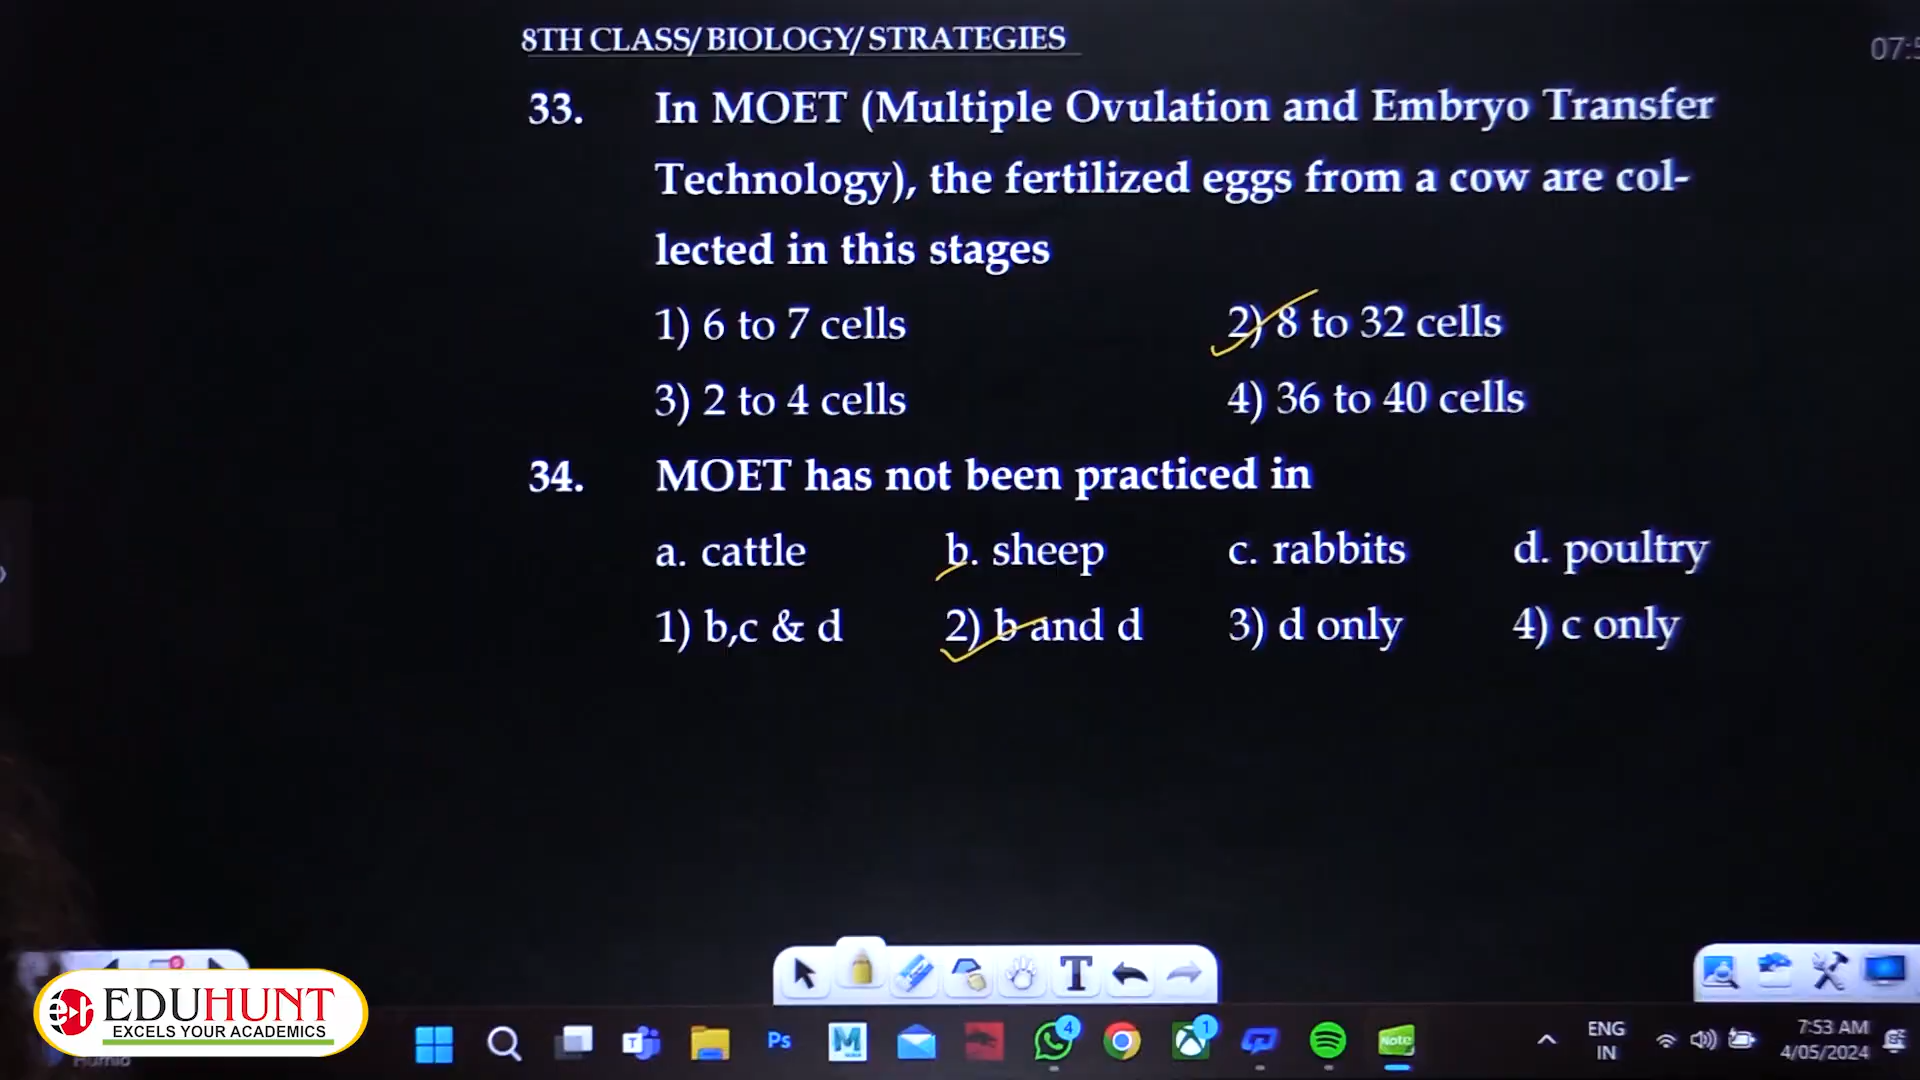 8TH CLASS/ BIOLOGY/ STRATEGIES
07:5
33. In MOET (Multiple Ovulation and Embryo Transfer
Technology), the fertilized eggs from a cow are col-
lected in this stages
1) 6 to 7 cells 2) 8 to 32 cells
3) 2 to 4 cells 4) 36 to 40 cells
34. MOET has not been practiced in
a. cattle b. sheep c. rabbits d. poultry
1) b,c & d 2) b and d 3) d only 4) c only
T
EDUHUNT
EXCELS YOUR ACADEMICS
Ps
M
T
4
1
Note
ENG
IN
7:53 AM
4/05/2024